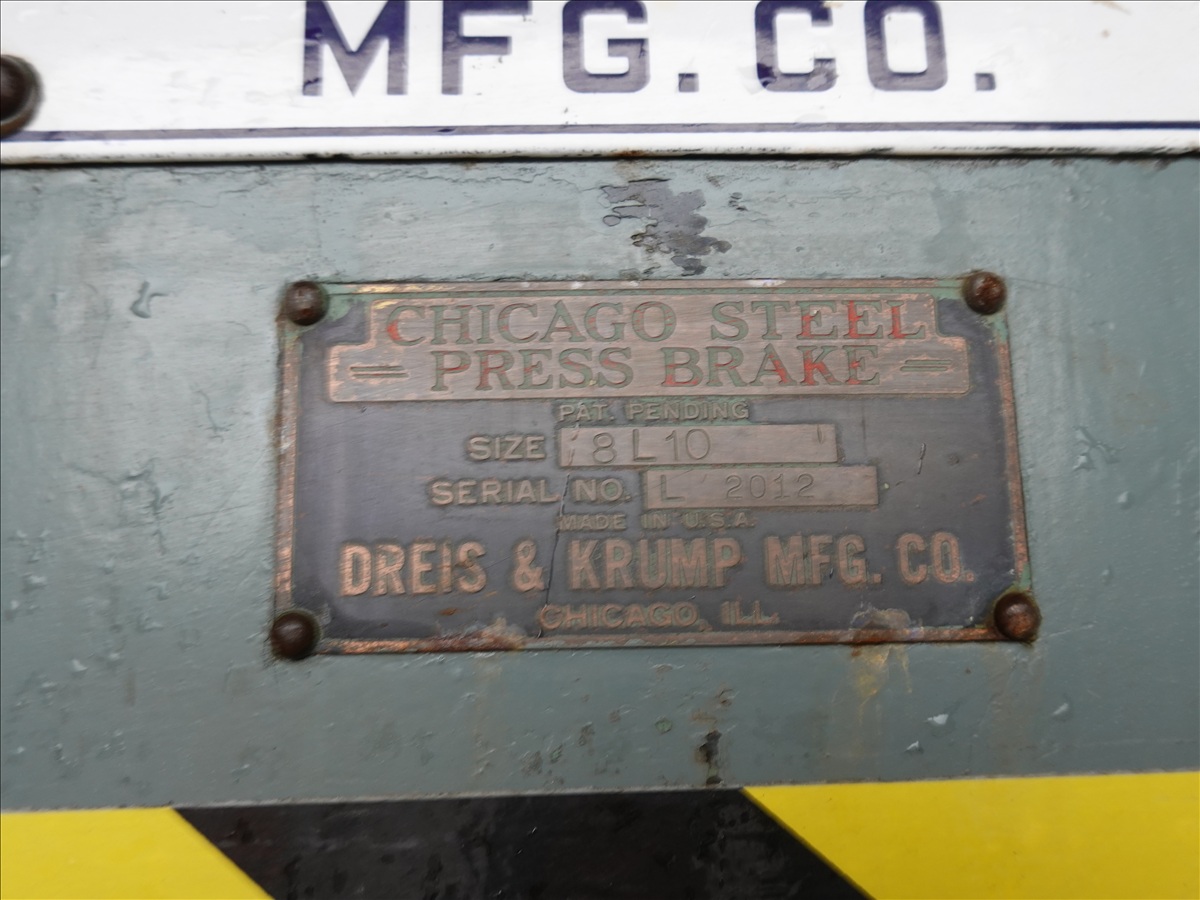 MFG. CO.
CHICAGO STEEL
PRESS BRAKE
PAT. PENDING
SIZE 8 L 10
SERIAL NO. L 2012
MADE IN U.S.A.
DREIS & KRUMP MFG. CO.
CHICAGO, ILL.